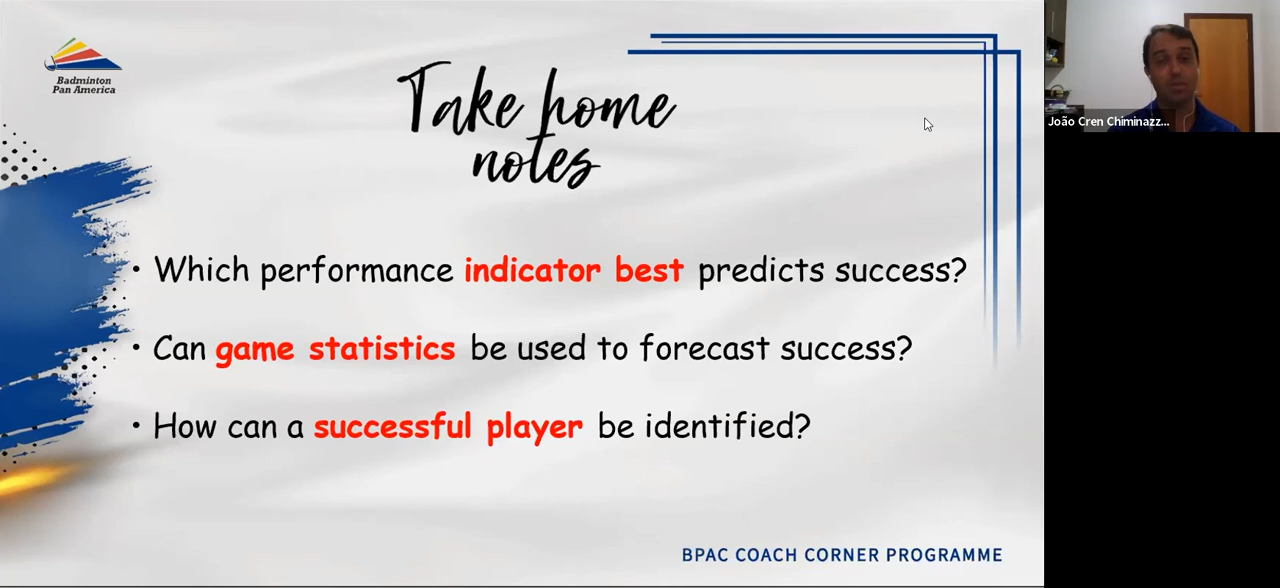 Badminton
Pan America
Take home
notes
• Which performance indicator best predicts success?
• Can game statistics be used to forecast success?
• How can a successful player be identified?
BPAC COACH CORNER PROGRAMME
João Cren Chiminazz...